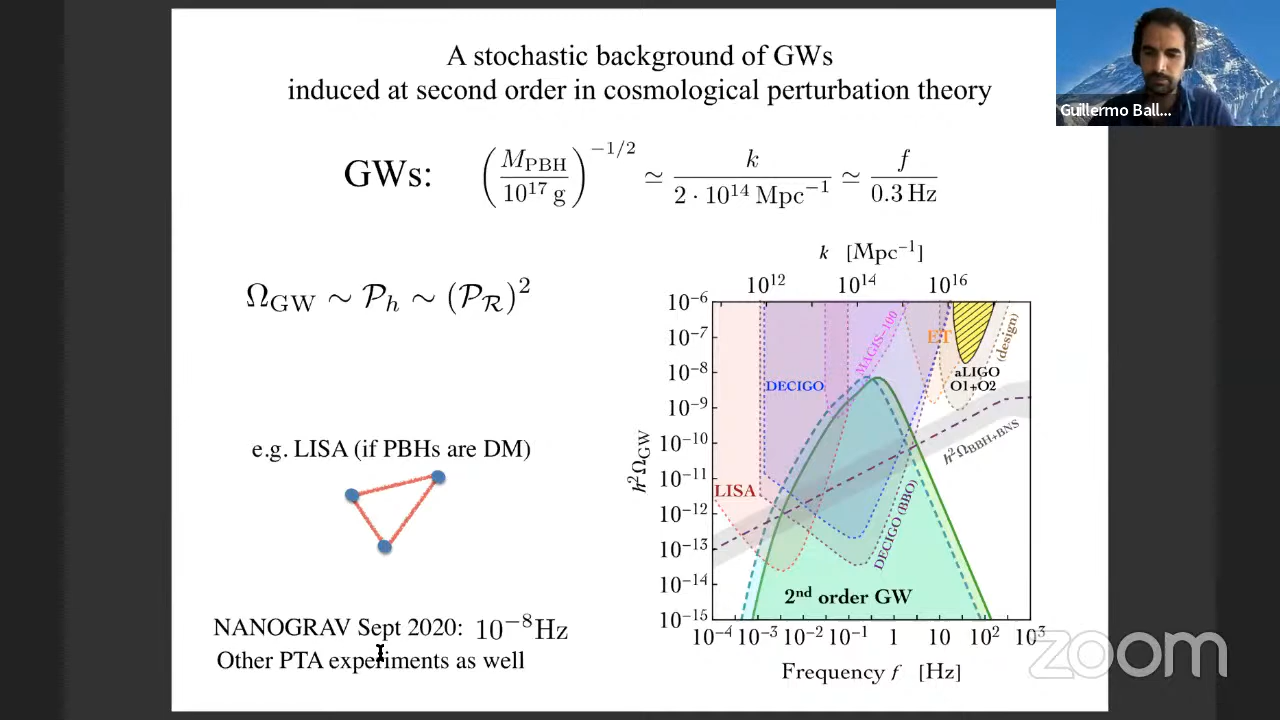 A stochastic background of GWs
induced at second order in cosmological perturbation theory
Guillermo Ball...
GWs: (M_PBH / 10^17 g)^−1/2 ≃ k / 2 · 10^14 Mpc^−1 ≃ f / 0.3 Hz
Ω_GW ∼ P_h ∼ (P_R)^2
e.g. LISA (if PBHs are DM)
NANOGRAV Sept 2020: 10^−8 Hz
Other PTA experiments as well
k [Mpc^−1]
10^12 10^14 10^16
10^−6
10^−7
10^−8
10^−9
10^−10
10^−11
10^−12
10^−13
10^−14
10^−15
h^2Ω_GW
MAGIS-100
ET
(design)
aLIGO
O1+O2
DECIGO
h^2Ω_BBH+BNS
LISA
DECIGO (BBO)
2nd order GW
10^−4 10^−3 10^−2 10^−1 1 10 10^2 10^3
Frequency f [Hz]
zoom